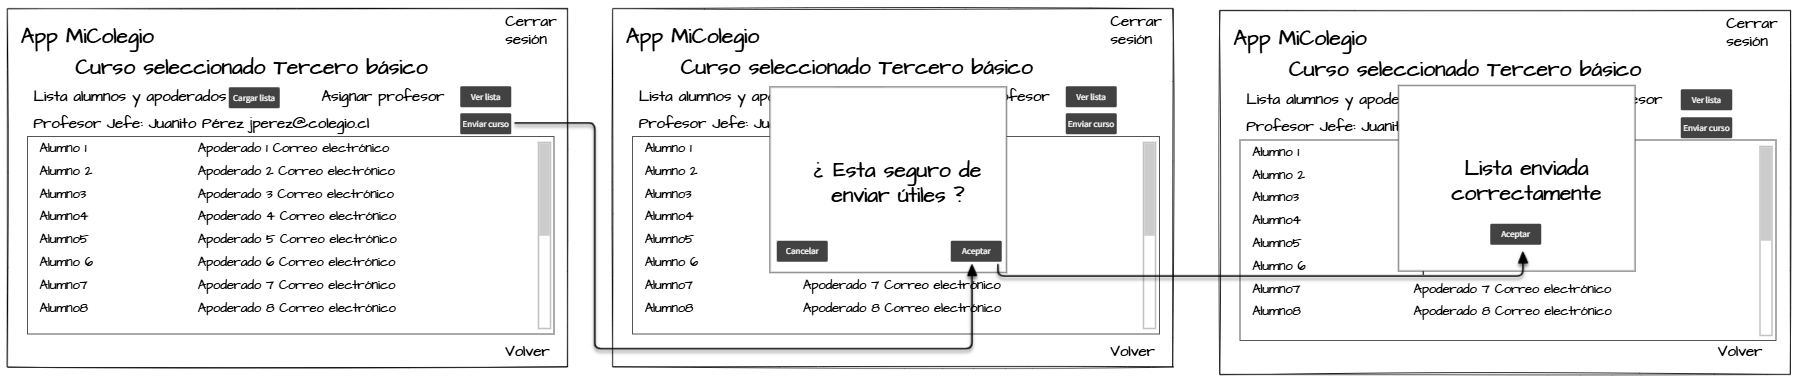 Cerrar
sesión
App MiColegio
Curso seleccionado Tercero básico
Lista alumnos y apoderados Cargar lista Asignar profesor Ver lista
Profesor Jefe: Juanito Pérez jperez@colegio.cl Enviar curso
Alumno 1 Apoderado 1 Correo electrónico
Alumno 2 Apoderado 2 Correo electrónico
Alumno3 Apoderado 3 Correo electrónico
Alumno4 Apoderado 4 Correo electrónico
Alumno5 Apoderado 5 Correo electrónico
Alumno 6 Apoderado 6 Correo electrónico
Alumno7 Apoderado 7 Correo electrónico
Alumno8 Apoderado 8 Correo electrónico
Volver
Cerrar
sesión
App MiColegio
Curso seleccionado Tercero básico
Lista alumnos y apo ofesor Ver lista
Profesor Jefe: Ju Enviar curso
Alumno 1
Alumno 2
Alumno3
Alumno4
Alumno5
Alumno 6
¿ Esta seguro de
enviar útiles ?
Cancelar Aceptar
Alumno7 Apoderado 7 Correo electrónico
Alumno8 Apoderado 8 Correo electrónico
Volver
Cerrar
sesión
App MiColegio
Curso seleccionado Tercero básico
Lista alumnos y apode sor Ver lista
Profesor Jefe: Juanit Enviar curso
Alumno 1
Alumno 2
Alumno3
Alumno4
Alumno5
Alumno 6
Lista enviada
correctamente
Aceptar
Alumno7 Apoderado 7 Correo electrónico
Alumno8 Apoderado 8 Correo electrónico
Volver